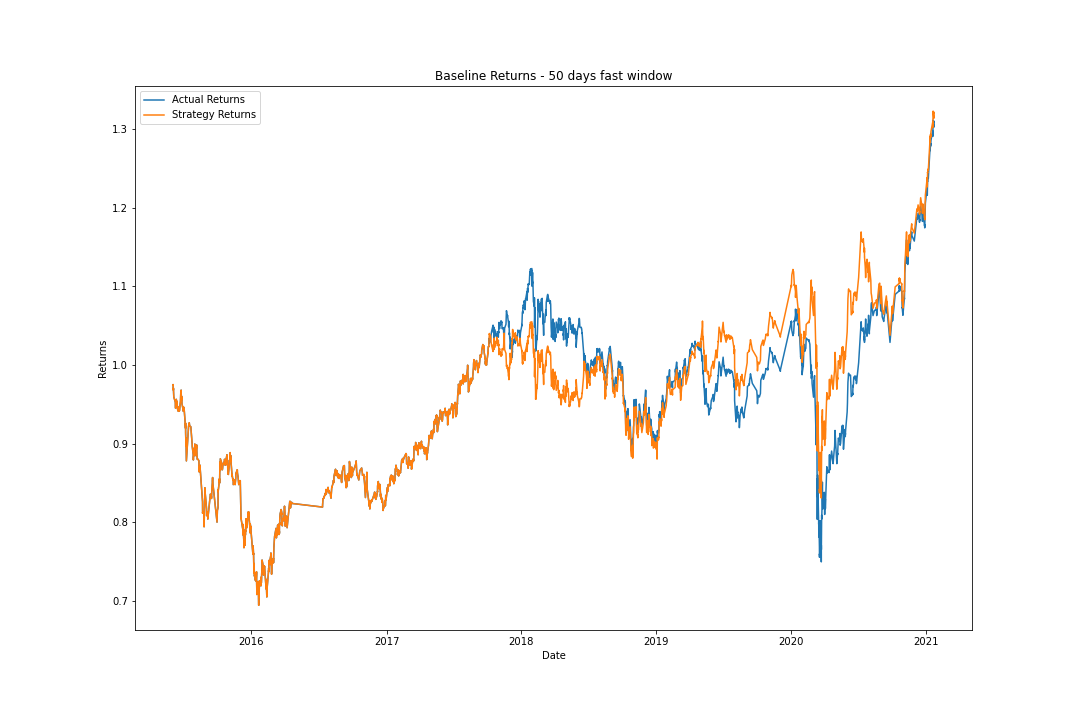 Baseline Returns - 50 days fast window
Actual Returns
Strategy Returns
Returns
1.3
1.2
1.1
1.0
0.9
0.8
0.7
2016 2017 2018 2019 2020 2021
Date